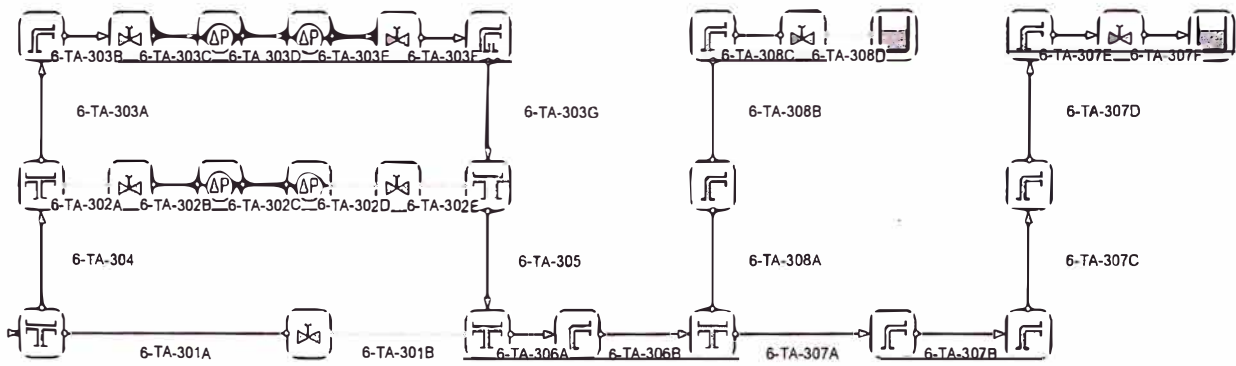 ΔP ΔP
6-TA-303B 6-TA-303C 6-TA-303D 6-TA-303E 6-TA-303F 6-TA-308C 6-TA-308D 6-TA-307E 6-TA-307F
6-TA-303A 6-TA-303G 6-TA-308B 6-TA-307D
ΔP ΔP
6-TA-302A 6-TA-302B 6-TA-302C 6-TA-302D 6-TA-302E
6-TA-304 6-TA-305 6-TA-308A 6-TA-307C
6-TA-301A 6-TA-301B 6-TA-306A 6-TA-306B 6-TA-307A 6-TA-307B